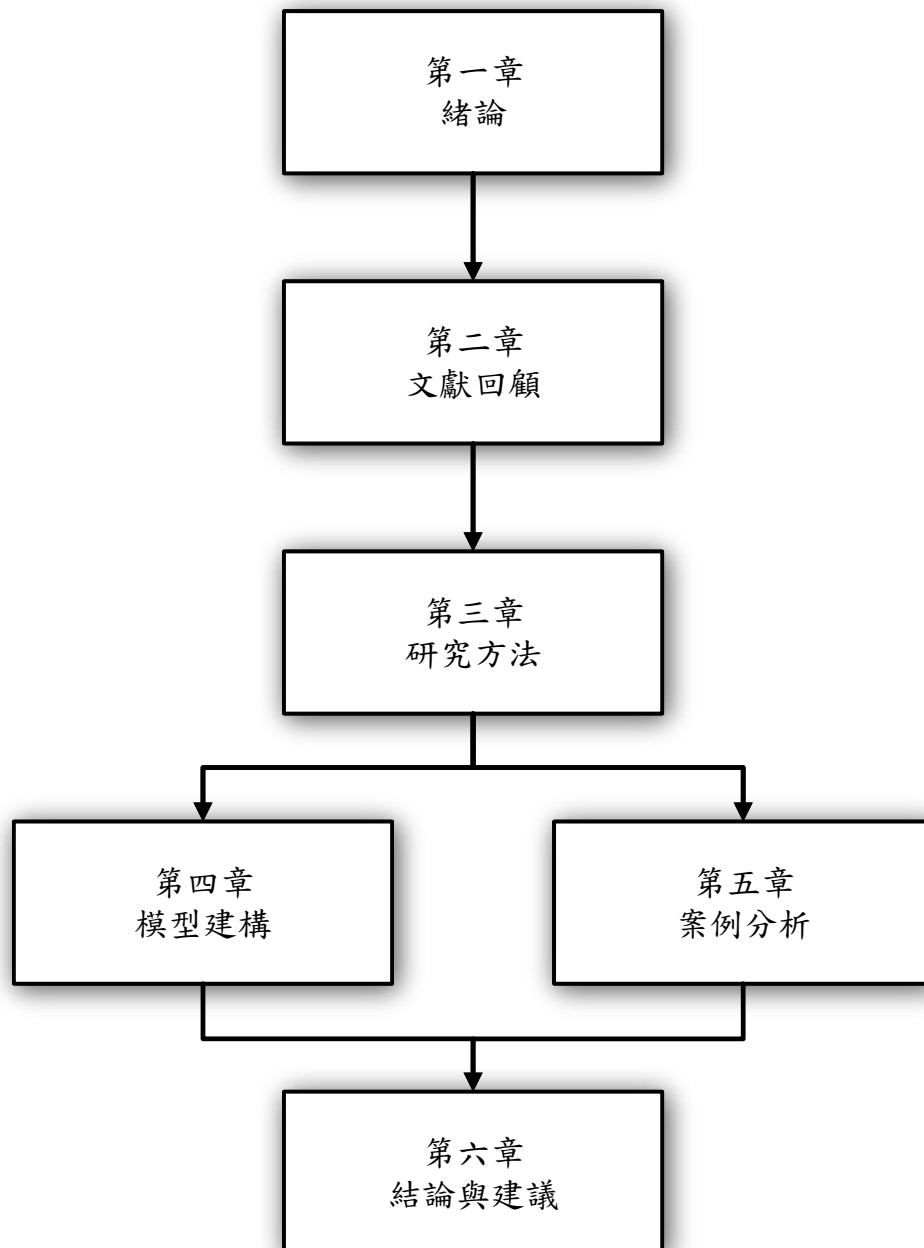 第一章
緒論
第二章
文獻回顧
第三章
研究方法
第四章
模型建構
第五章
案例分析
第六章
結論與建議